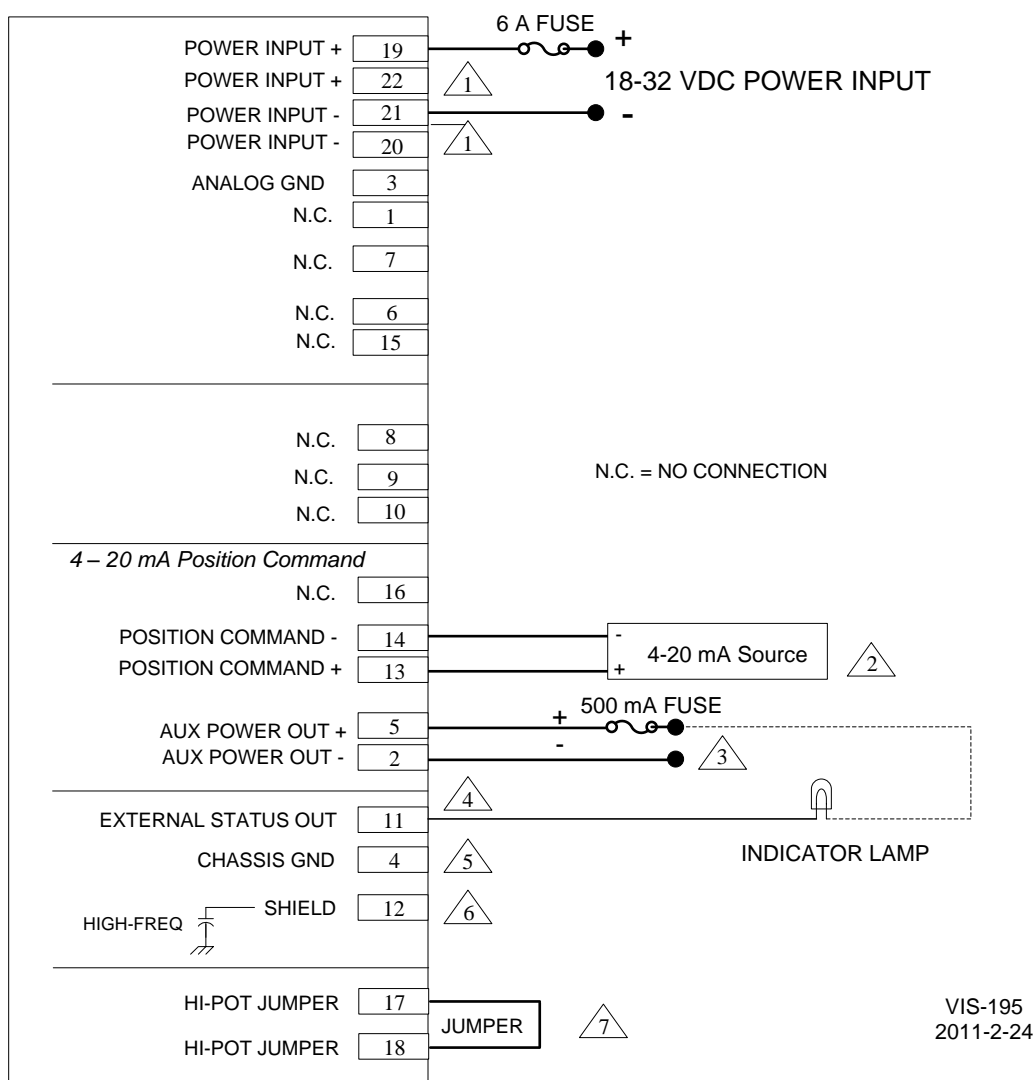 6 A FUSE
POWER INPUT + 19 +
POWER INPUT + 22 1 18-32 VDC POWER INPUT
POWER INPUT - 21 -
POWER INPUT - 20 1
ANALOG GND 3
N.C. 1
N.C. 7
N.C. 6
N.C. 15
N.C. 8
N.C. 9 N.C. = NO CONNECTION
N.C. 10
4 – 20 mA Position Command
N.C. 16
POSITION COMMAND - 14 -
4-20 mA Source 2
POSITION COMMAND + 13 +
500 mA FUSE
AUX POWER OUT + 5 +
AUX POWER OUT - 2 - 3
4
EXTERNAL STATUS OUT 11
INDICATOR LAMP
CHASSIS GND 4 5
SHIELD 12 6
HIGH-FREQ
HI-POT JUMPER 17
JUMPER 7
HI-POT JUMPER 18
VIS-195
2011-2-24